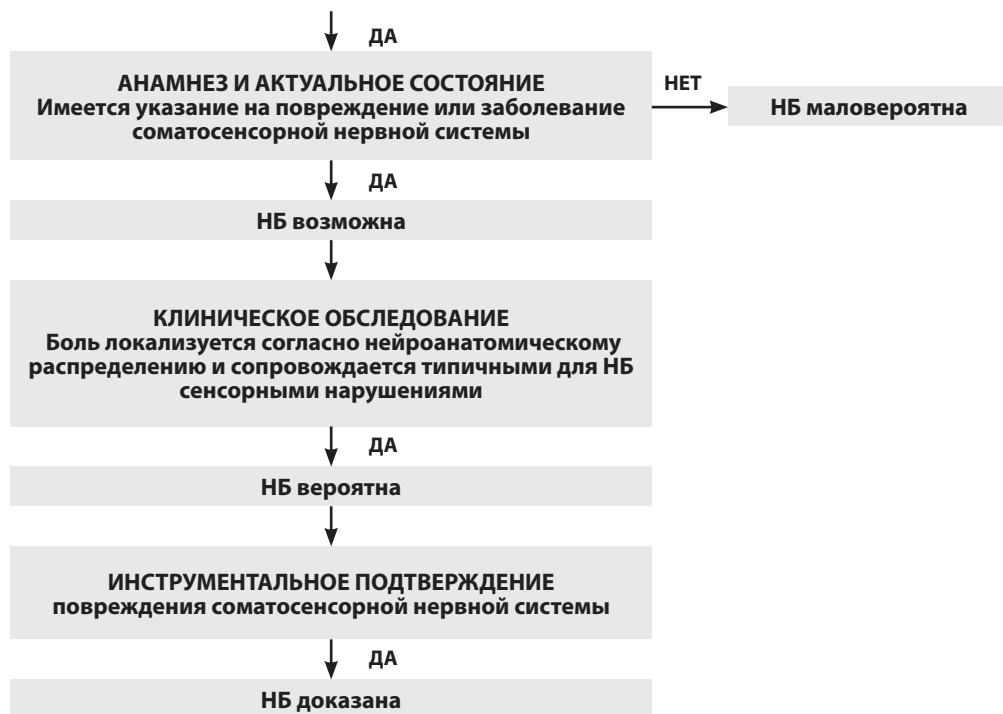 ДА
АНАМНЕЗ И АКТУАЛЬНОЕ СОСТОЯНИЕ
Имеется указание на повреждение или заболевание
соматосенсорной нервной системы
НЕТ
НБ маловероятна
ДА
НБ возможна
КЛИНИЧЕСКОЕ ОБСЛЕДОВАНИЕ
Боль локализуется согласно нейроанатомическому
распределению и сопровождается типичными для НБ
сенсорными нарушениями
ДА
НБ вероятна
ИНСТРУМЕНТАЛЬНОЕ ПОДТВЕРЖДЕНИЕ
повреждения соматосенсорной нервной системы
ДА
НБ доказана